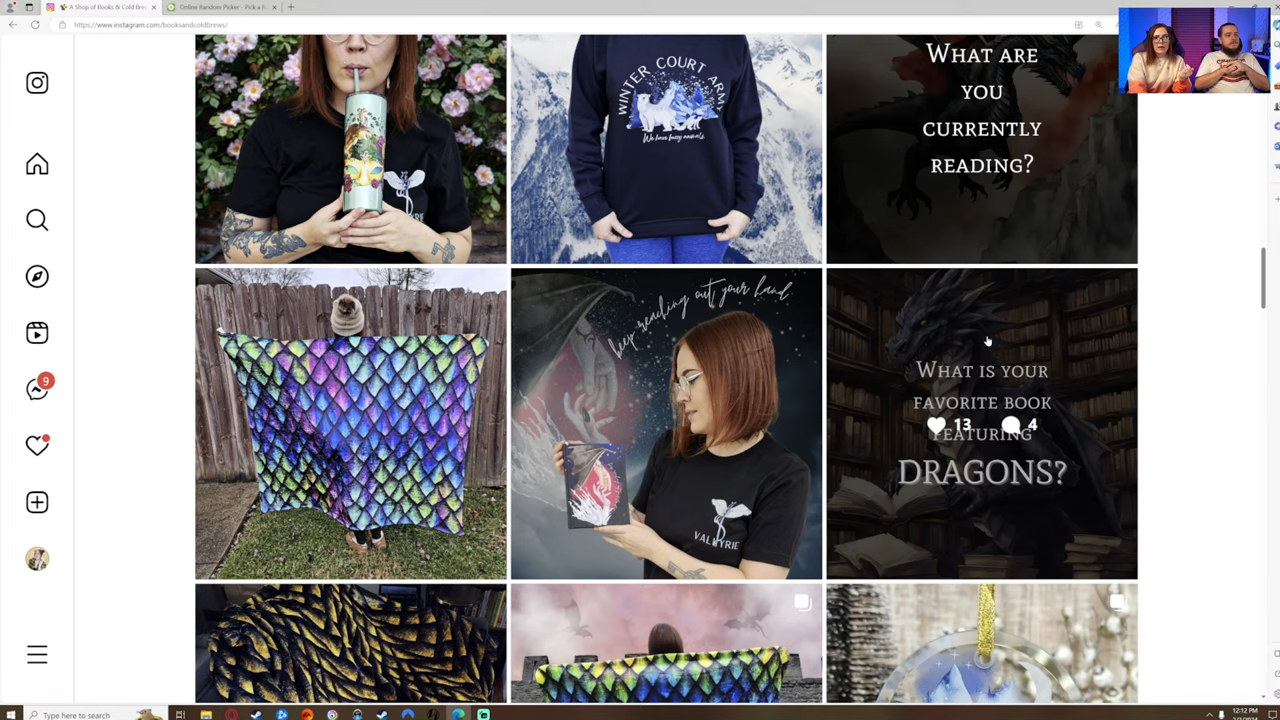 A Shop of Books & Cold Bre
Online Random Picker - Pick a R
https://www.instagram.com/booksandcoldbrews/
WINTER COURT ARMY
We have fuzzy animals.
WHAT ARE
YOU
CURRENTLY
READING?
VALKYRIE
keep reading out your hand
WHAT IS YOUR
FAVORITE BOOK
FEATURING
DRAGONS?
13
4
VALKYRIE
9
Type here to search
12:12 PM